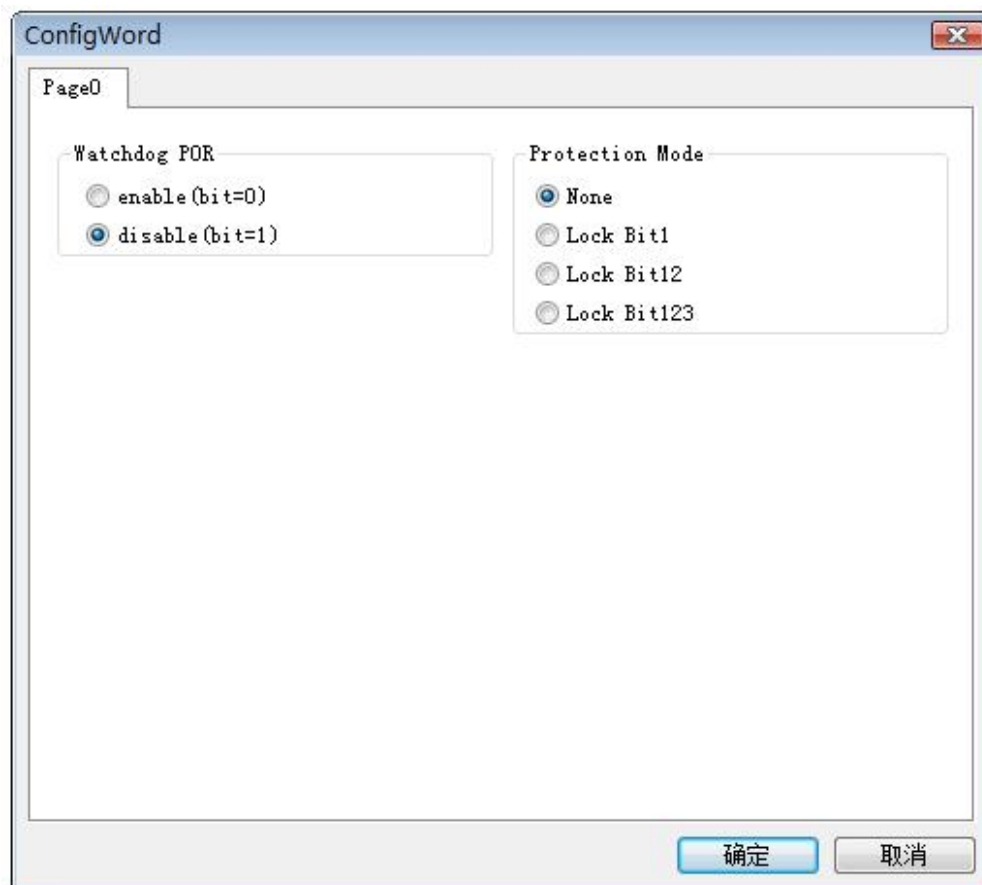 ConfigWord
Page0
Watchdog POR
enable(bit=0)
disable(bit=1)
Protection Mode
None
Lock Bit1
Lock Bit12
Lock Bit123
确定
取消